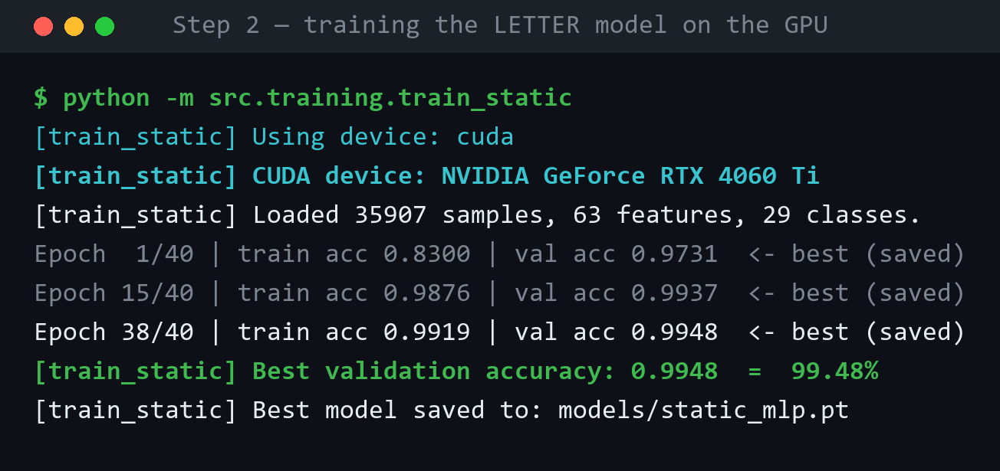 Step 2 — training the LETTER model on the GPU
$ python -m src.training.train_static
[train_static] Using device: cuda
[train_static] CUDA device: NVIDIA GeForce RTX 4060 Ti
[train_static] Loaded 35907 samples, 63 features, 29 classes.
Epoch  1/40 | train acc 0.8300 | val acc 0.9731  <- best (saved)
Epoch 15/40 | train acc 0.9876 | val acc 0.9937  <- best (saved)
Epoch 38/40 | train acc 0.9919 | val acc 0.9948  <- best (saved)
[train_static] Best validation accuracy: 0.9948  =  99.48%
[train_static] Best model saved to: models/static_mlp.pt